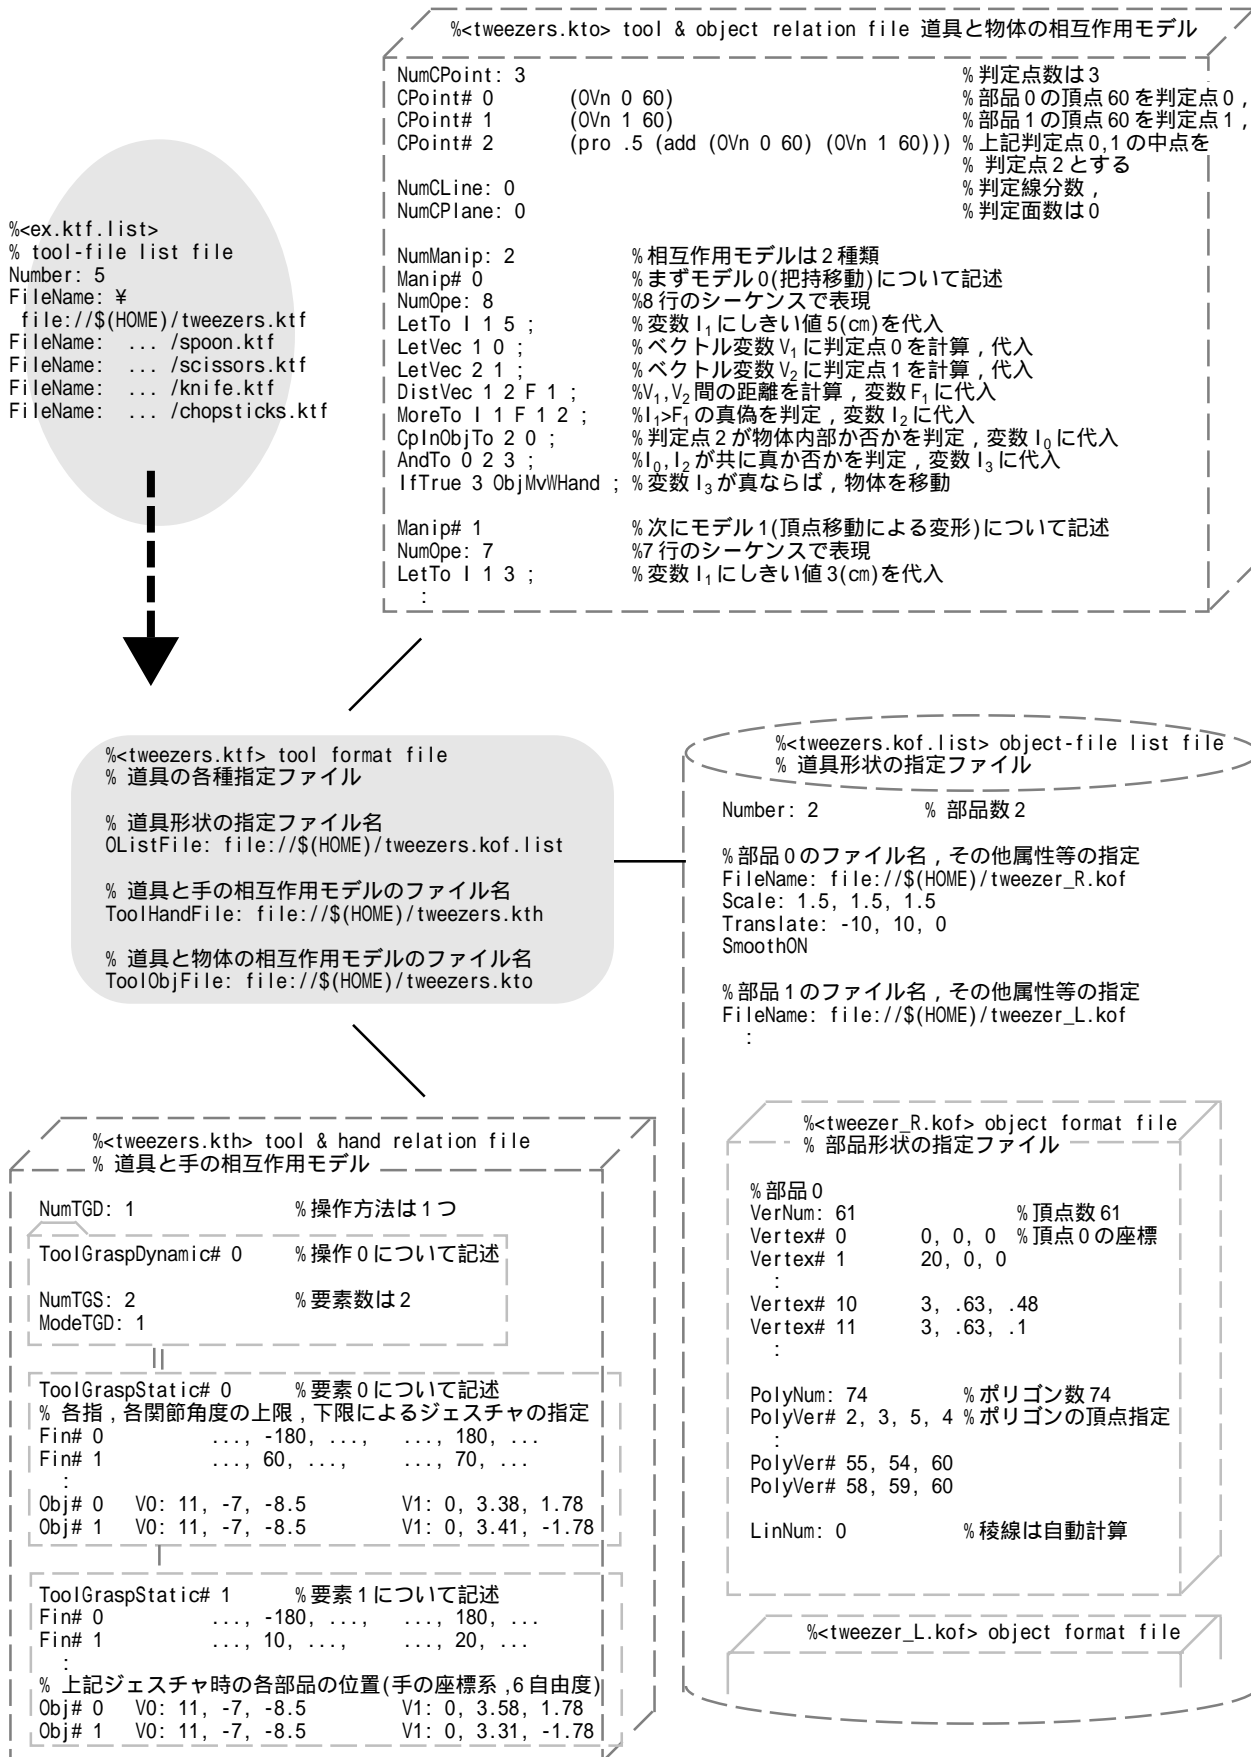 %<tweezers.kto> tool & object relation file 道具と物体の相互作用モデル
NumCPoint: 3 %判定点数は3
CPoint# 0 (OVn 0 60) %部品0の頂点60を判定点0，
CPoint# 1 (OVn 1 60) %部品1の頂点60を判定点1，
CPoint# 2 (pro .5 (add (OVn 0 60) (OVn 1 60))) %上記判定点0,1の中点を
% 判定点2とする
NumCLine: 0 %判定線分数，
NumCPlane: 0 %判定面数は0
NumManip: 2 %相互作用モデルは2種類
Manip# 0 %まずモデル0(把持移動)について記述
NumOpe: 8 %8行のシーケンスで表現
LetTo I 1 5 ; %変数I₁にしきい値5(cm)を代入
LetVec 1 0 ; %ベクトル変数V₁に判定点0を計算，代入
LetVec 2 1 ; %ベクトル変数V₂に判定点1を計算，代入
DistVec 1 2 F 1 ; %V₁,V₂間の距離を計算，変数F₁に代入
MoreTo I 1 F 1 2 ; %I₁>F₁の真偽を判定，変数I₂に代入
CpInObjTo 2 0 ; %判定点2が物体内部か否かを判定，変数I₀に代入
AndTo 0 2 3 ; %I₀,I₂が共に真か否かを判定，変数I₃に代入
IfTrue 3 ObjMvWHand ; %変数I₃が真ならば，物体を移動
Manip# 1 %次にモデル1(頂点移動による変形)について記述
NumOpe: 7 %7行のシーケンスで表現
LetTo I 1 3 ; %変数I₁にしきい値3(cm)を代入
:
%<ex.ktf.list>
% tool-file list file
Number: 5
FileName: ¥
file://$(HOME)/tweezers.ktf
FileName: ... /spoon.ktf
FileName: ... /scissors.ktf
FileName: ... /knife.ktf
FileName: ... /chopsticks.ktf
%<tweezers.ktf> tool format file
% 道具の各種指定ファイル
% 道具形状の指定ファイル名
OListFile: file://$(HOME)/tweezers.kof.list
% 道具と手の相互作用モデルのファイル名
ToolHandFile: file://$(HOME)/tweezers.kth
% 道具と物体の相互作用モデルのファイル名
ToolObjFile: file://$(HOME)/tweezers.kto
%<tweezers.kof.list> object-file list file
% 道具形状の指定ファイル
Number: 2 % 部品数2
%部品0のファイル名，その他属性等の指定
FileName: file://$(HOME)/tweezer_R.kof
Scale: 1.5, 1.5, 1.5
Translate: -10, 10, 0
SmoothON
%部品1のファイル名，その他属性等の指定
FileName: file://$(HOME)/tweezer_L.kof
:
%<tweezer_R.kof> object format file
% 部品形状の指定ファイル
%部品0
VerNum: 61 %頂点数61
Vertex# 0 0, 0, 0 %頂点0の座標
Vertex# 1 20, 0, 0
:
Vertex# 10 3, .63, .48
Vertex# 11 3, .63, .1
:
PolyNum: 74 %ポリゴン数74
PolyVer# 2, 3, 5, 4 %ポリゴンの頂点指定
:
PolyVer# 55, 54, 60
PolyVer# 58, 59, 60
LinNum: 0 %稜線は自動計算
%<tweezer_L.kof> object format file
%<tweezers.kth> tool & hand relation file
% 道具と手の相互作用モデル
NumTGD: 1 %操作方法は1つ
ToolGraspDynamic# 0 %操作0について記述
NumTGS: 2 %要素数は2
ModeTGD: 1
ToolGraspStatic# 0 %要素0について記述
% 各指，各関節角度の上限，下限によるジェスチャの指定
Fin# 0 ..., -180, ..., ..., 180, ...
Fin# 1 ..., 60, ..., ..., 70, ...
:
Obj# 0 V0: 11, -7, -8.5 V1: 0, 3.38, 1.78
Obj# 1 V0: 11, -7, -8.5 V1: 0, 3.41, -1.78
ToolGraspStatic# 1 %要素1について記述
Fin# 0 ..., -180, ..., ..., 180, ...
Fin# 1 ..., 10, ..., ..., 20, ...
:
% 上記ジェスチャ時の各部品の位置(手の座標系,6自由度)
Obj# 0 V0: 11, -7, -8.5 V1: 0, 3.58, 1.78
Obj# 1 V0: 11, -7, -8.5 V1: 0, 3.31, -1.78